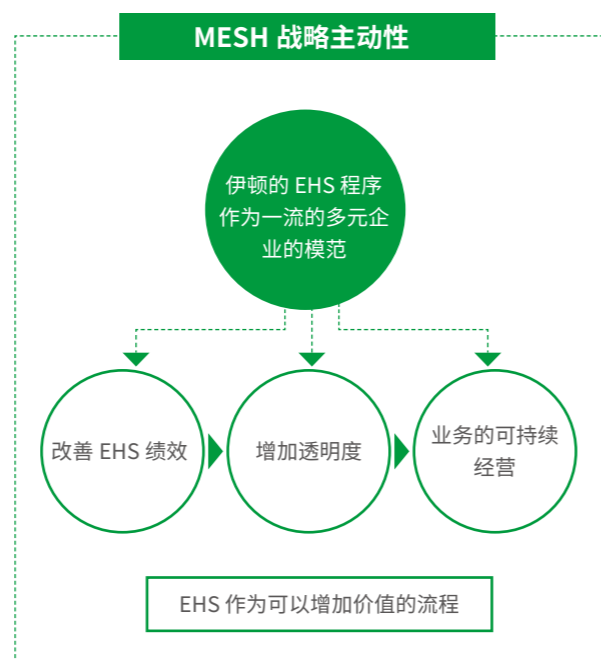 MESH 战略主动性
伊顿的 EHS 程序
作为一流的多元企
业的模范
改善 EHS 绩效
增加透明度
业务的可持续
经营
EHS 作为可以增加价值的流程